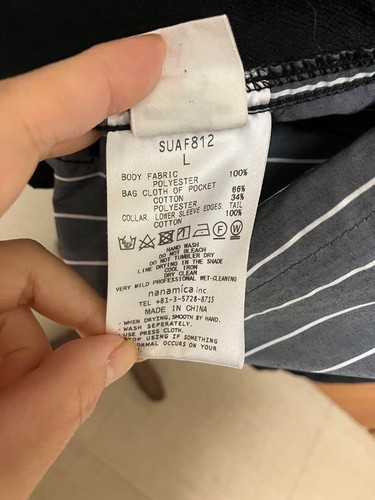 SUAF812
L
BODY FABRIC
POLYESTER 100%
BAG CLOTH OF POCKET
COTTON 66%
POLYESTER 34%
COLLAR. LOWER SLEEVE EDGES. TAIL
COTTON 100%
F W
HAND WASH
DO NOT BLEACH
DO NOT TUMBLE DRY
LINE DRYING IN THE SHADE
COOL IRON
DRY CLEAN
VERY MILD PROFESSIONAL WET-CLEANING
nanamica inc.
TEL +81-3-5728-8715
MADE IN CHINA
· WHEN DRYING, SMOOTH BY HAND.
· WASH SEPERATELY.
· USE PRESS CLOTH.
STOP USING IF SOMETHING
OCCURS ON YOUR